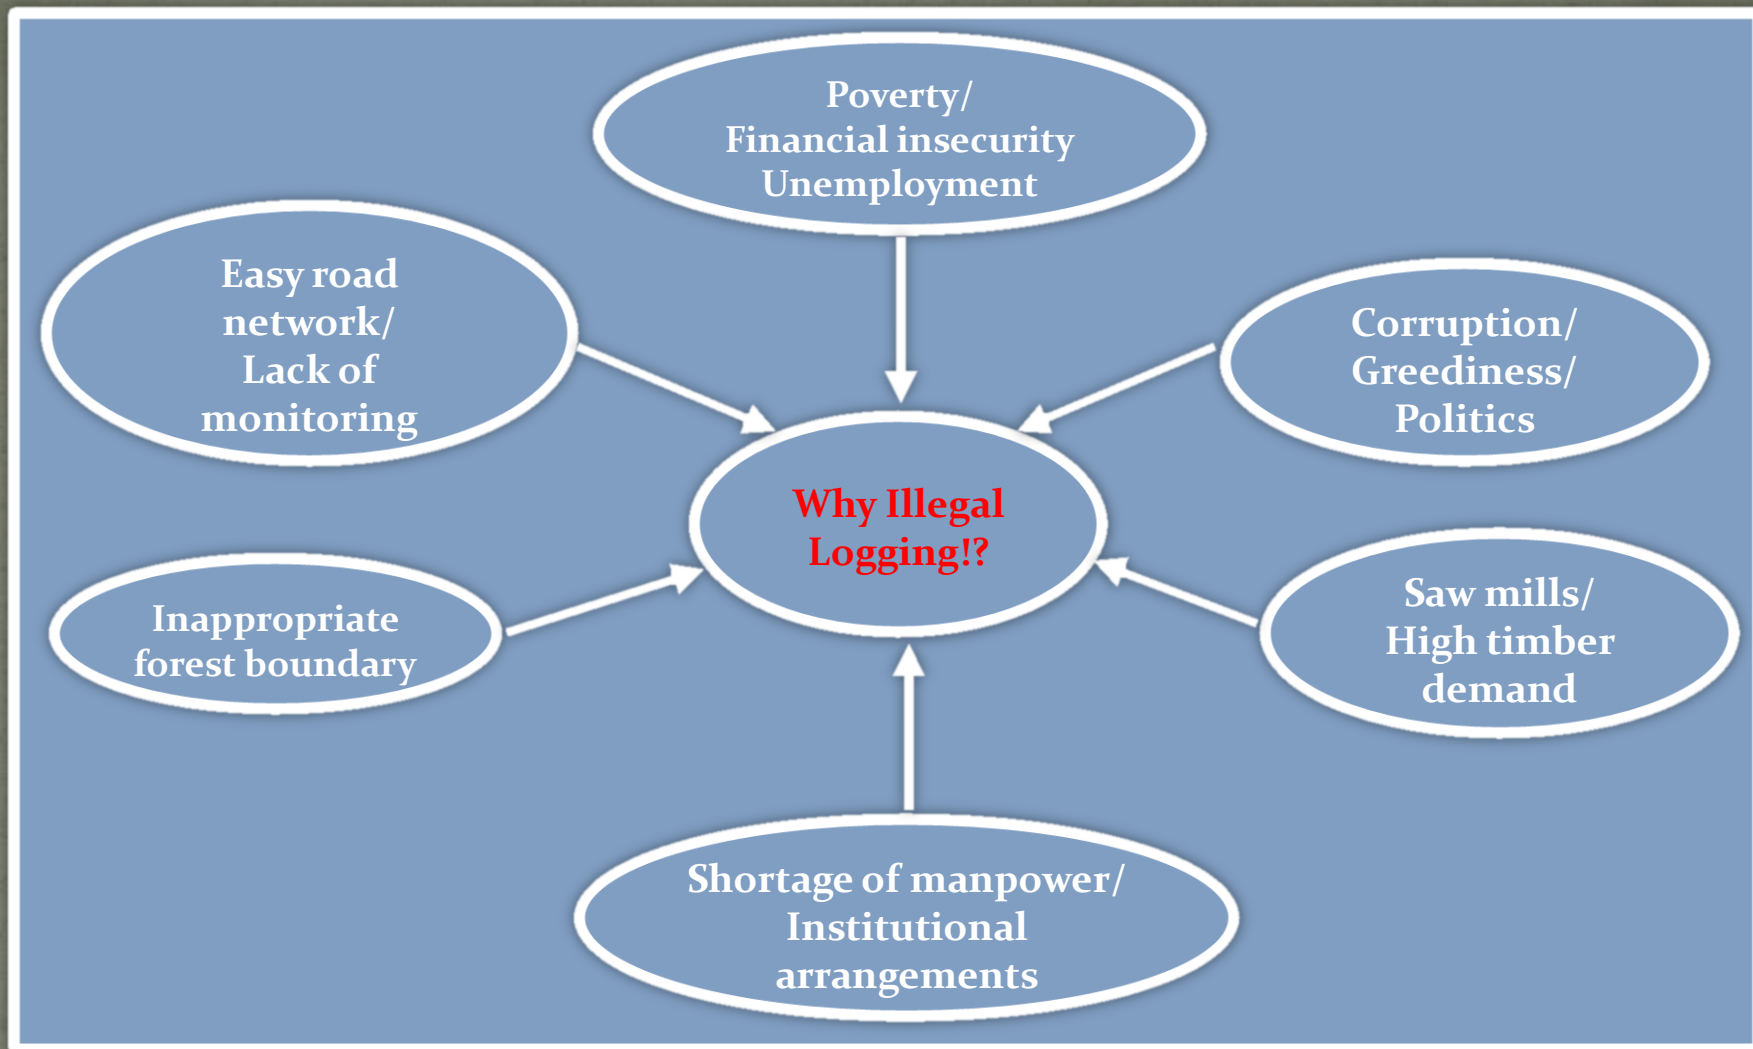 Poverty/
Financial insecurity
Unemployment
Easy road
network/
Lack of
monitoring
Corruption/
Greediness/
Politics
Why Illegal
Logging!?
Inappropriate
forest boundary
Saw mills/
High timber
demand
Shortage of manpower/
Institutional
arrangements